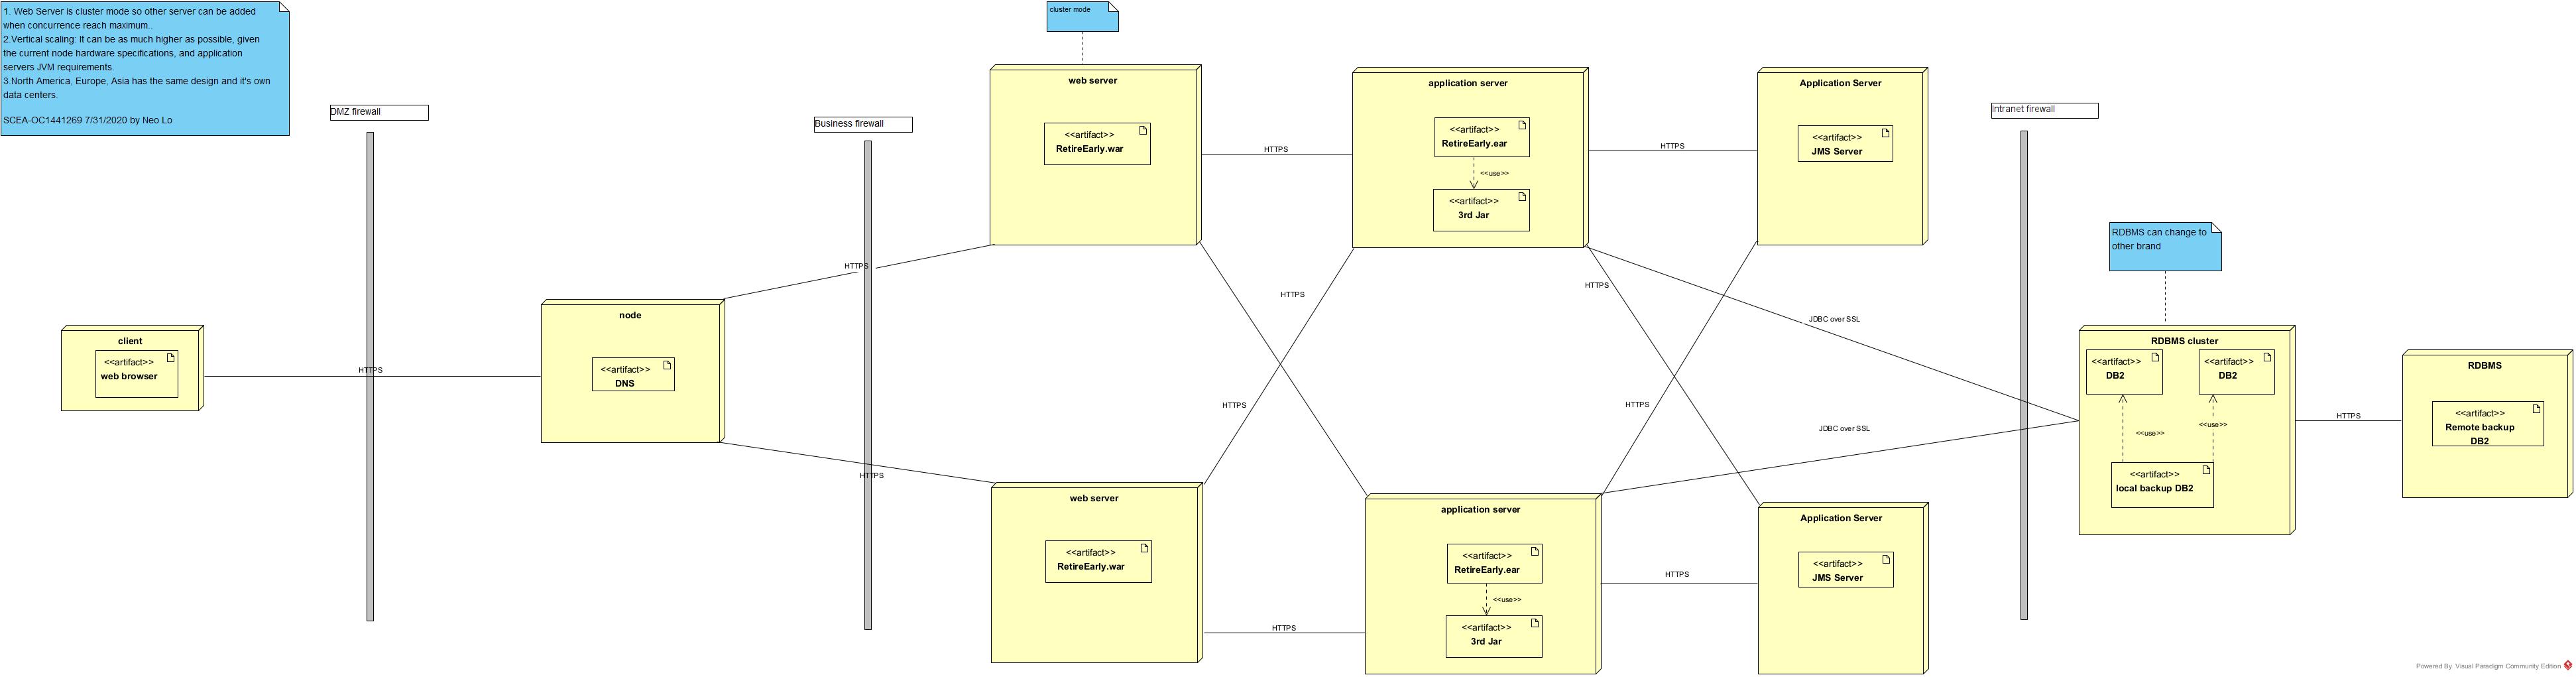 1. Web Server is cluster mode so other server can be added
when concurrence reach maximum..
2.Vertical scaling: It can be as much higher as possible, given
the current node hardware specifications, and application
servers JVM requirements.
3.North America, Europe, Asia has the same design and it's own
data centers.
SCEA-OC1441269 7/31/2020 by Neo Lo
DMZ firewall
Business firewall
cluster mode
Intranet firewall
client
<<artifact>>
web browser
HTTPS
node
<<artifact>>
DNS
HTTPS
HTTPS
web server
<<artifact>>
RetireEarly.war
HTTPS
application server
<<artifact>>
RetireEarly.ear
<<use>>
<<artifact>>
3rd Jar
HTTPS
Application Server
<<artifact>>
JMS Server
HTTPS
HTTPS
HTTPS
HTTPS
JDBC over SSL
JDBC over SSL
web server
<<artifact>>
RetireEarly.war
HTTPS
application server
<<artifact>>
RetireEarly.ear
<<use>>
<<artifact>>
3rd Jar
HTTPS
Application Server
<<artifact>>
JMS Server
RDBMS can change to
other brand
RDBMS cluster
<<artifact>>
DB2
<<artifact>>
DB2
<<use>>
<<use>>
<<artifact>>
local backup DB2
HTTPS
RDBMS
<<artifact>>
Remote backup
DB2
Powered By Visual Paradigm Community Edition